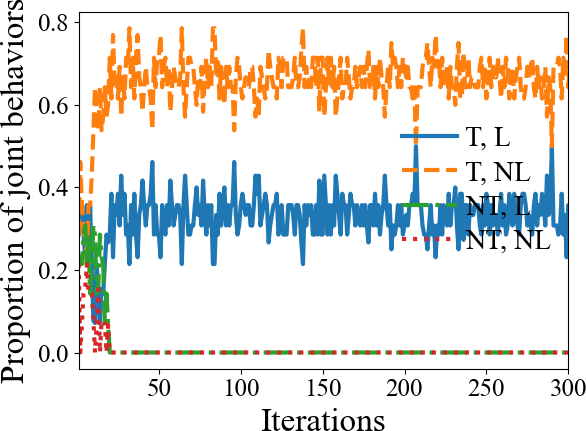 Proportion of joint behaviors
0.8
0.6
0.4
0.2
0.0
T, L
T, NL
NT, L
NT, NL
50 100 150 200 250 300
Iterations